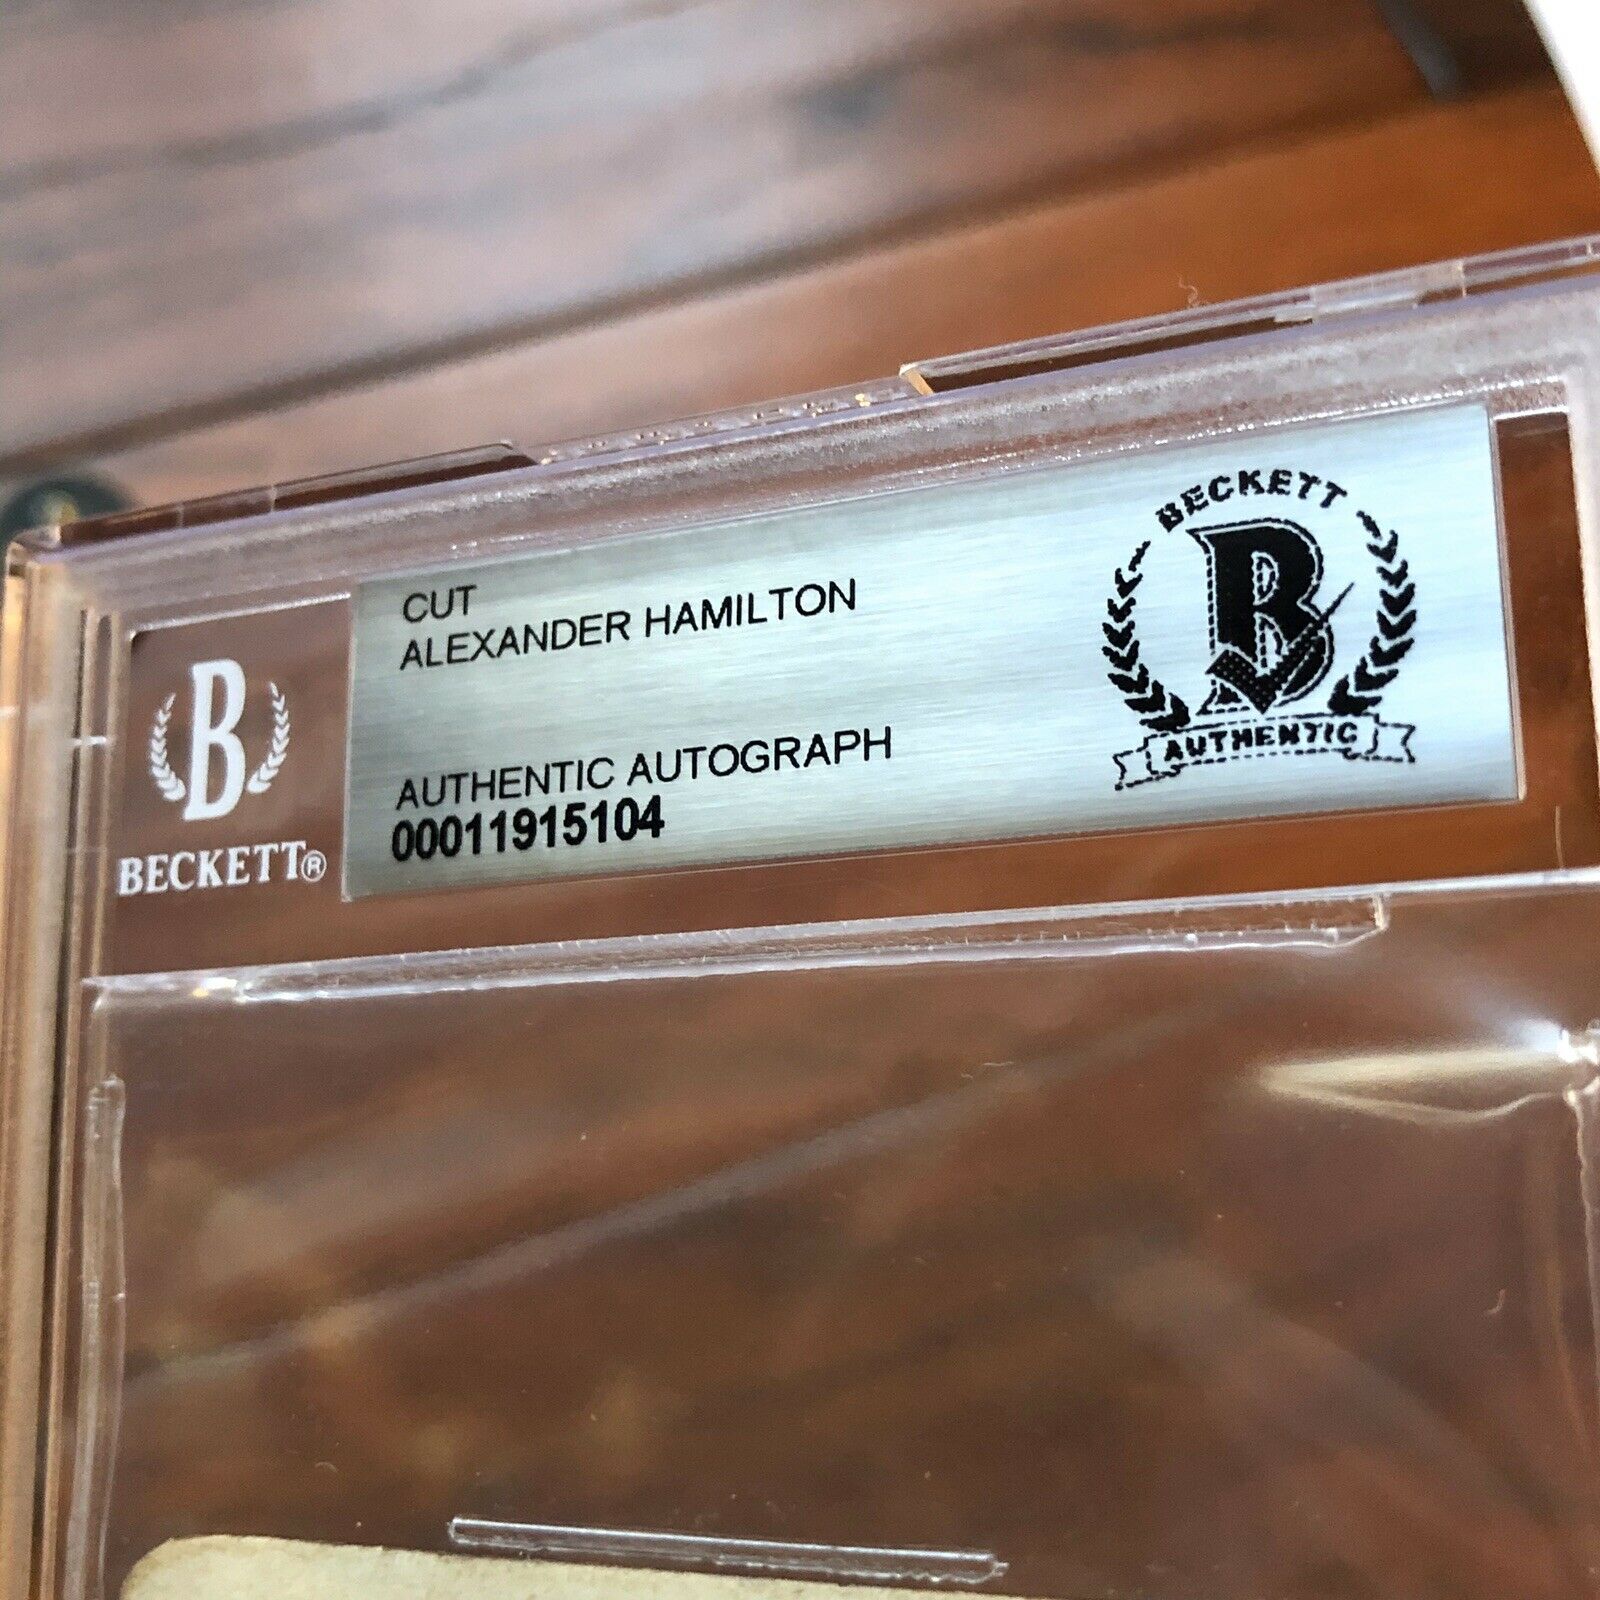 CUT
ALEXANDER HAMILTON
AUTHENTIC AUTOGRAPH
00011915104
BECKETT
B
AUTHENTIC
B
BECKETT®